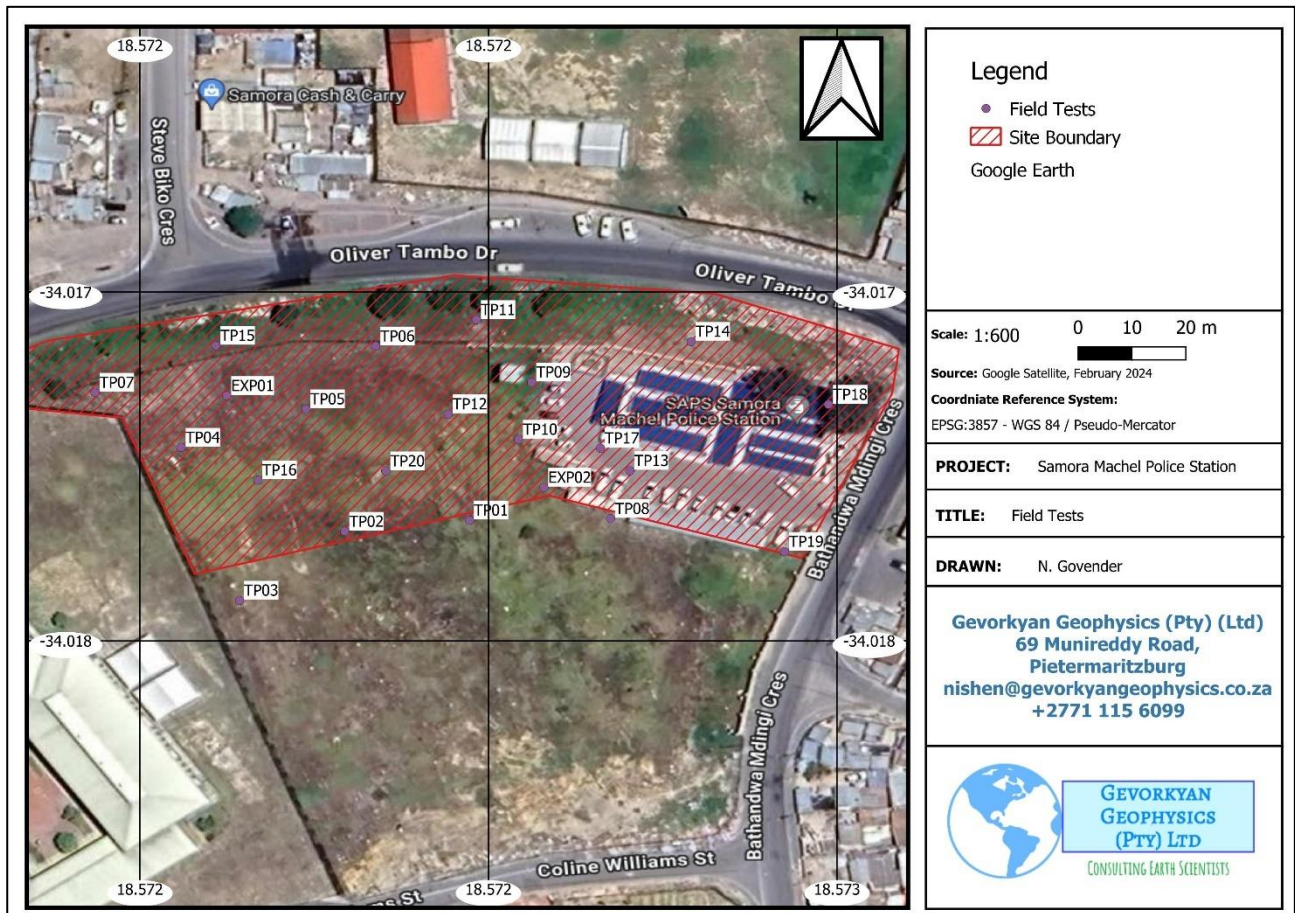 18.572
18.572
Samora Cash & Carry
Steve Biko Cres
Oliver Tambo Dr
Oliver Tambo
-34.017
-34.017
TP11
TP14
TP15
TP06
TP07
EXP01
TP05
TP09
TP18
TP12
SAPS Samora
Machel Police Station
TP04
TP10
TP17
TP16
TP20
TP13
EXP02
TP02
TP01
TP08
TP19
Bathandwa Mdingi Cres
TP03
-34.018
-34.018
Bathandwa Mdingi Cres
Coline Williams St
ms St
18.572
18.572
18.573
Legend
Field Tests
Site Boundary
Google Earth
Scale: 1:600
0 10 20 m
Source: Google Satellite, February 2024
Coordniate Reference System:
EPSG:3857 - WGS 84 / Pseudo-Mercator
PROJECT: Samora Machel Police Station
TITLE: Field Tests
DRAWN: N. Govender
Gevorkyan Geophysics (Pty) (Ltd)
69 Munireddy Road,
Pietermaritzburg
nishen@gevorkyangeophysics.co.za
+2771 115 6099
GEVORKYAN
GEOPHYSICS
(PTY) LTD
CONSULTING EARTH SCIENTISTS